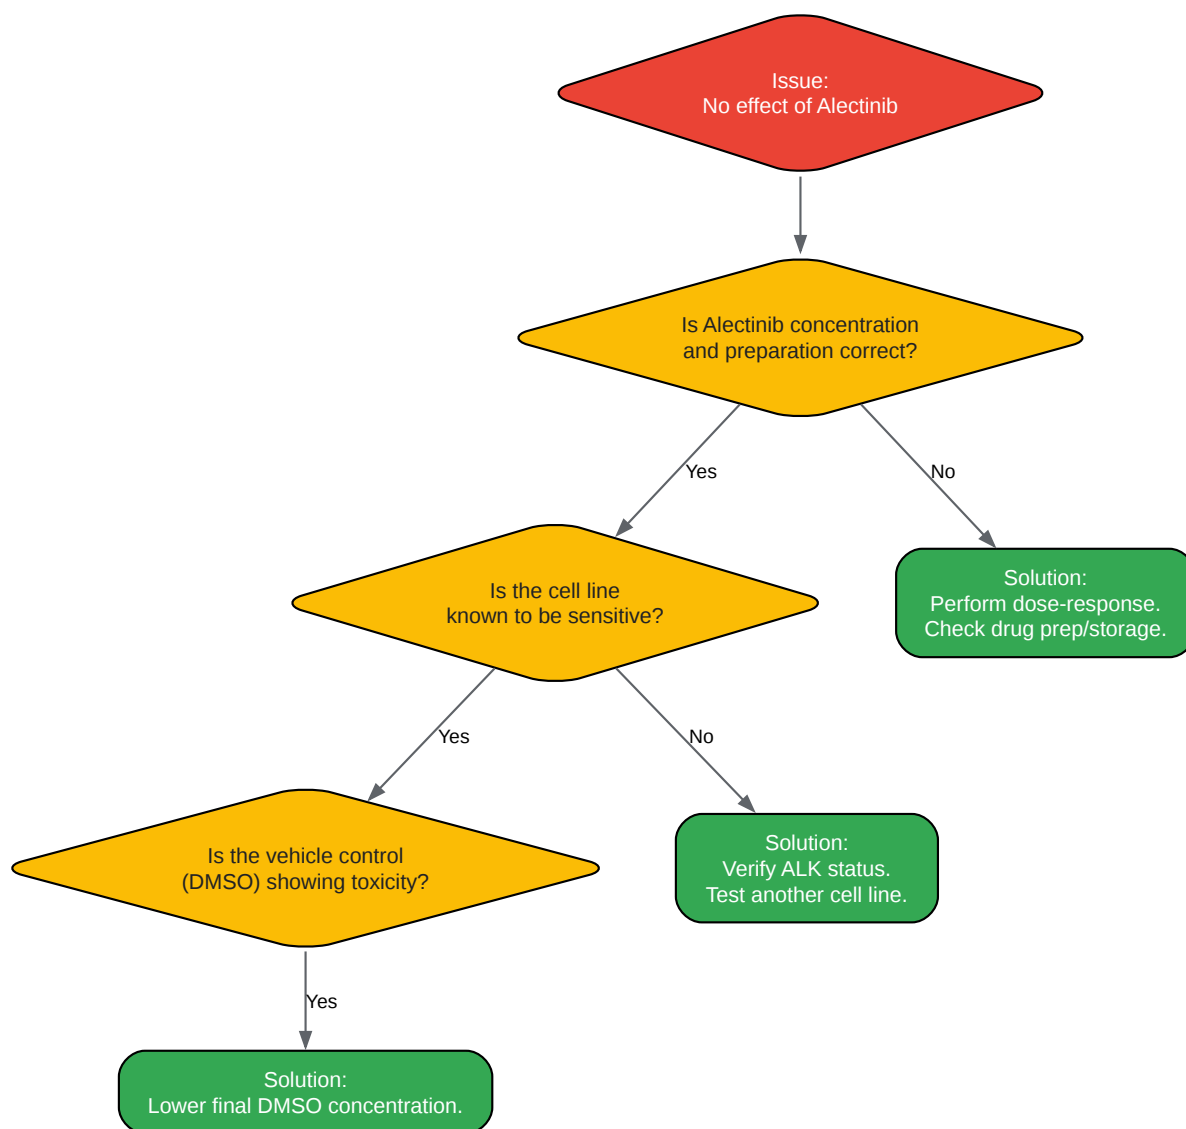 Issue:
No effect of Alectinib
Is Alectinib concentration
and preparation correct?
Yes
No
Is the cell line
known to be sensitive?
Solution:
Perform dose-response.
Check drug prep/storage.
Yes
No
Is the vehicle control
(DMSO) showing toxicity?
Solution:
Verify ALK status.
Test another cell line.
Yes
Solution:
Lower final DMSO concentration.